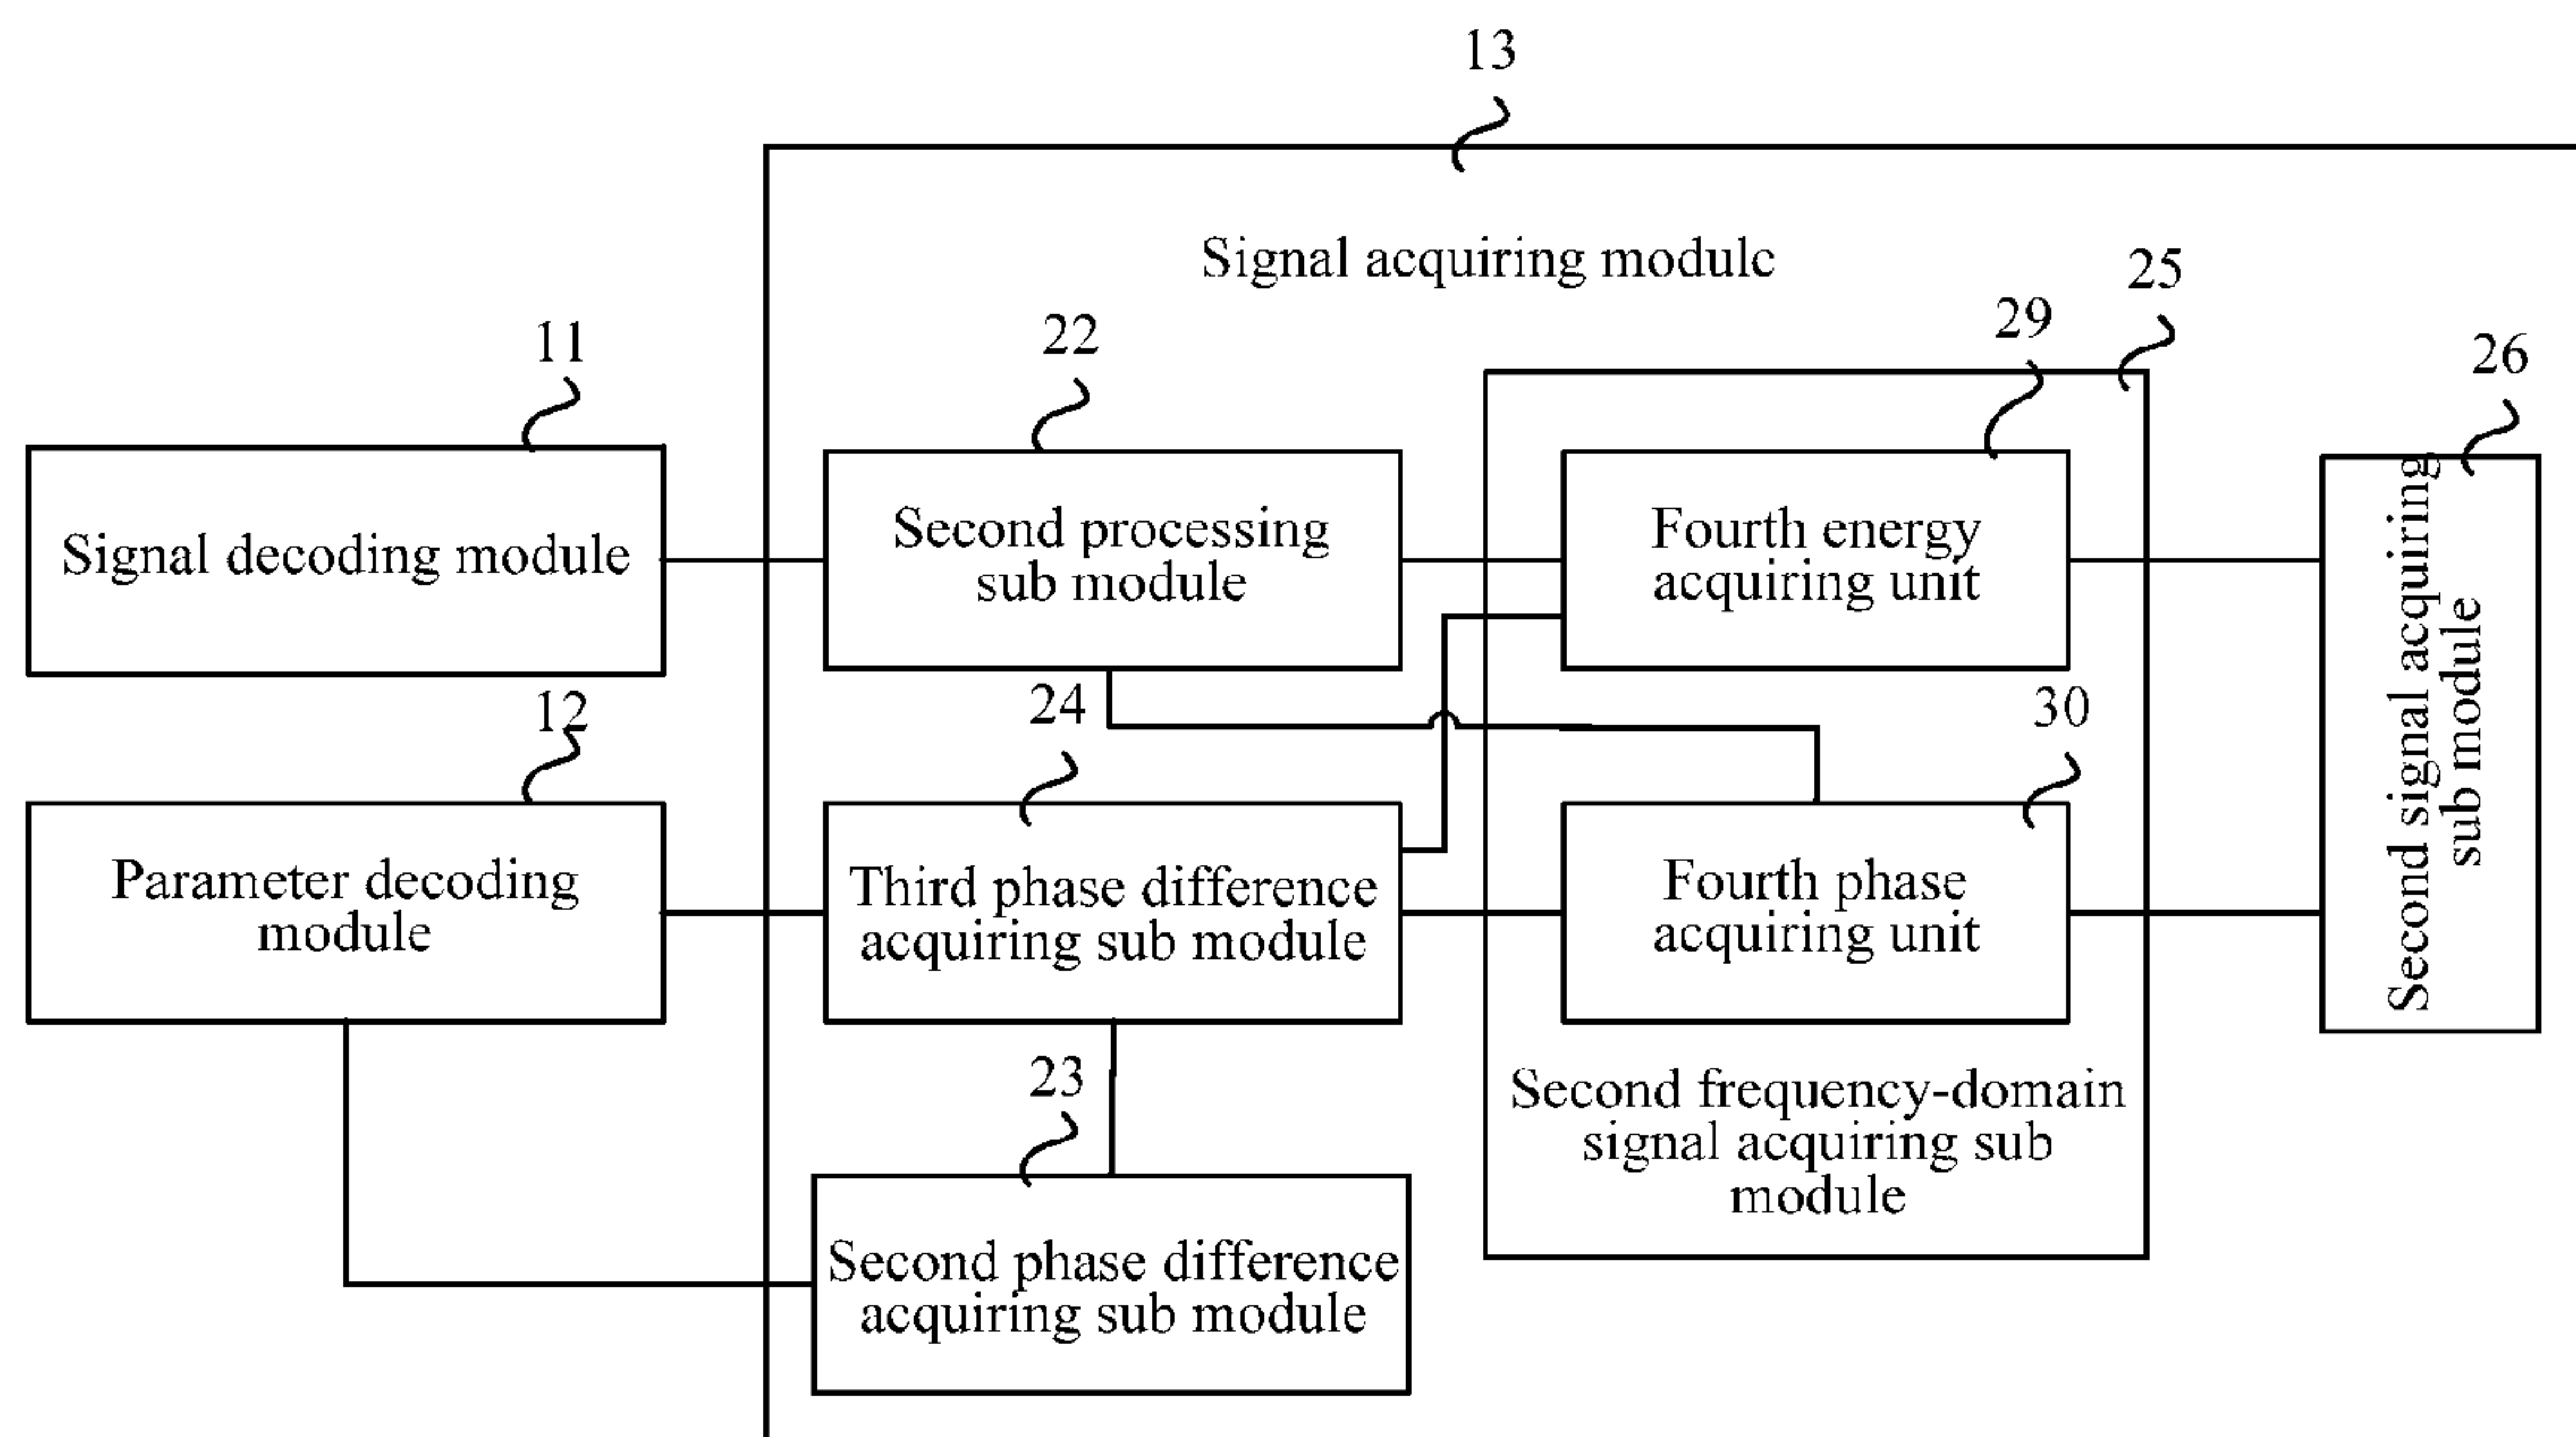 13
Signal acquiring module
25
29
26
22
11
Signal decoding module
Second processing
sub module
Fourth energy
acquiring unit
Second signal acquiring
sub module
12
24
30
Parameter decoding
module
Third phase difference
acquiring sub module
Fourth phase
acquiring unit
23
Second frequency-domain
signal acquiring sub
module
Second phase difference
acquiring sub module